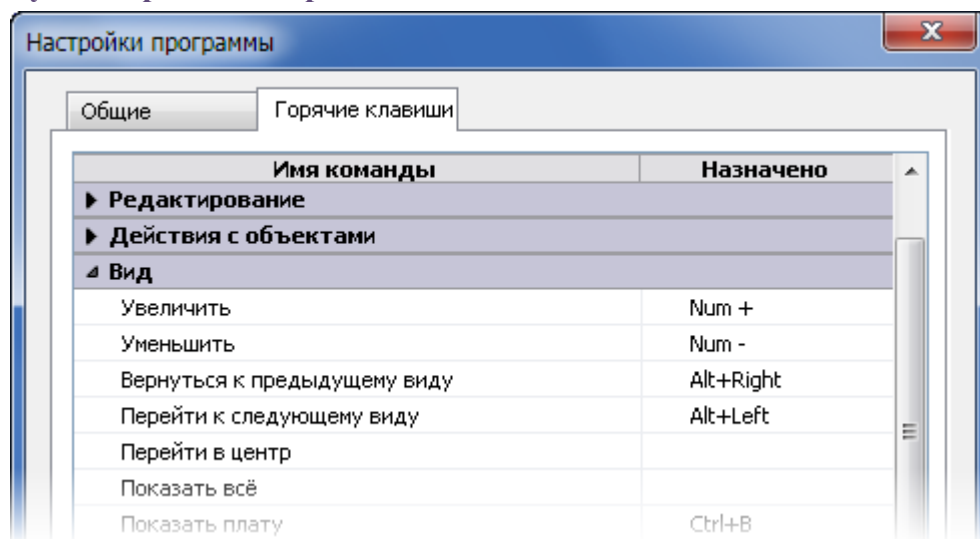 Настройки программы
Общие
Горячие клавиши
Имя команды Назначено
Редактирование
Действия с объектами
Вид
Увеличить Num +
Уменьшить Num -
Вернуться к предыдущему виду Alt+Right
Перейти к следующему виду Alt+Left
Перейти в центр
Показать всё
Показать плату Ctrl+B